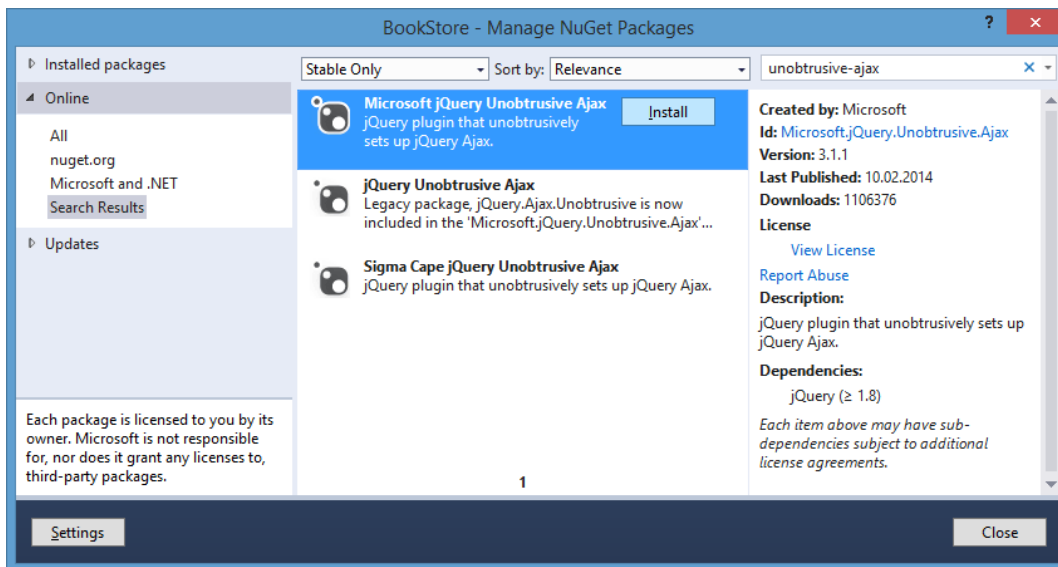 BookStore - Manage NuGet Packages
? ×
Installed packages
Online
All
nuget.org
Microsoft and .NET
Search Results
Updates
Each package is licensed to you by its
owner. Microsoft is not responsible
for, nor does it grant any licenses to,
third-party packages.
Stable Only Sort by: Relevance
Microsoft jQuery Unobtrusive Ajax
jQuery plugin that unobtrusively
sets up jQuery Ajax.
Install
jQuery Unobtrusive Ajax
Legacy package, jQuery.Ajax.Unobtrusive is now
included in the 'Microsoft.jQuery.Unobtrusive.Ajax'...
Sigma Cape jQuery Unobtrusive Ajax
jQuery plugin that unobtrusively sets up jQuery Ajax.
1
unobtrusive-ajax
Created by: Microsoft
Id: Microsoft.jQuery.Unobtrusive.Ajax
Version: 3.1.1
Last Published: 10.02.2014
Downloads: 1106376
License
View License
Report Abuse
Description:
jQuery plugin that unobtrusively sets up
jQuery Ajax.
Dependencies:
jQuery (≥ 1.8)
Each item above may have sub-
dependencies subject to additional
license agreements.
Settings
Close